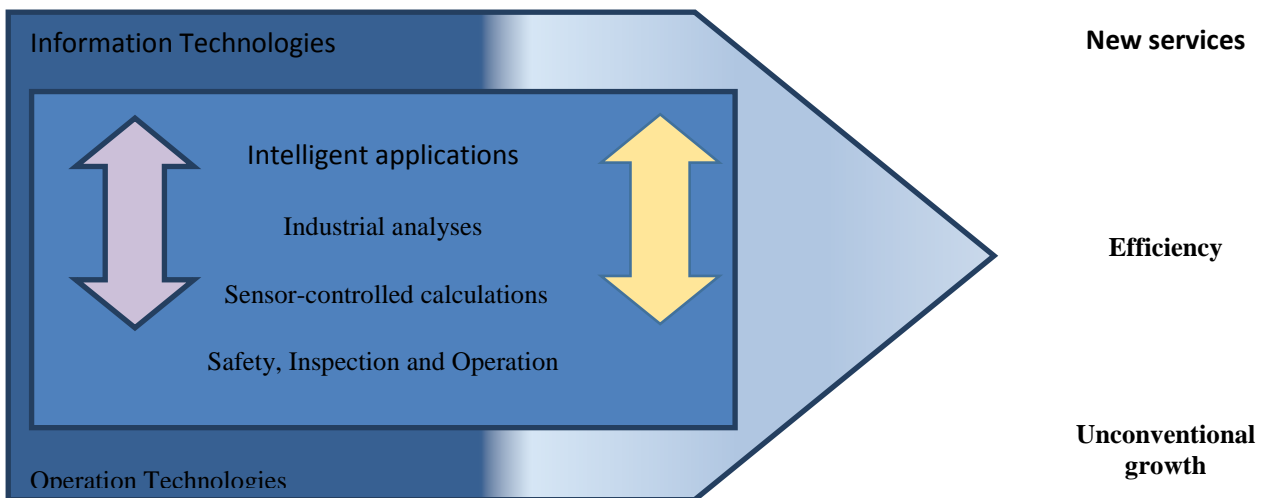 Information Technologies
New services
Intelligent applications
Industrial analyses
Efficiency
Sensor-controlled calculations
Safety, Inspection and Operation
Unconventional
growth
Operation Technologies